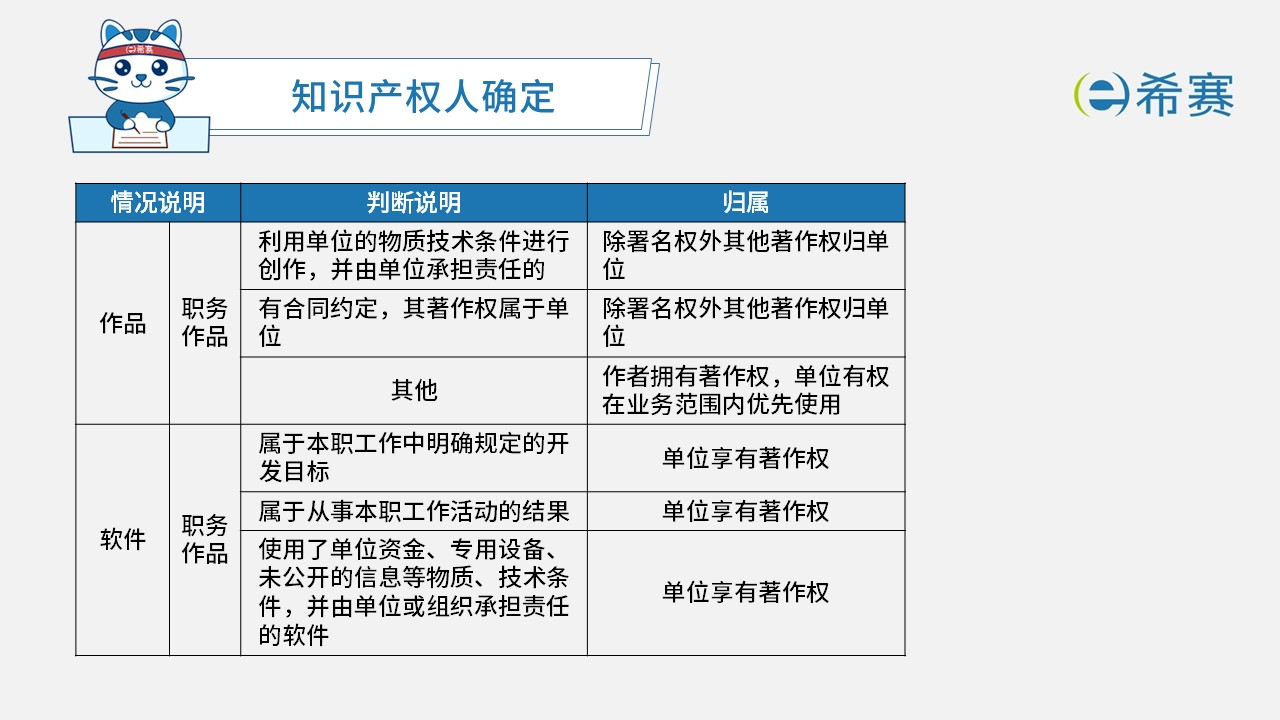 知识产权人确定
(e)希赛
e希赛
情况说明
判断说明
归属
作品
职务
作品
利用单位的物质技术条件进行
创作，并由单位承担责任的
除署名权外其他著作权归单
位
有合同约定，其著作权属于单
位
除署名权外其他著作权归单
位
其他
作者拥有著作权，单位有权
在业务范围内优先使用
软件
职务
作品
属于本职工作中明确规定的开
发目标
单位享有著作权
属于从事本职工作活动的结果
单位享有著作权
使用了单位资金、专用设备、
未公开的信息等物质、技术条
件，并由单位或组织承担责任
的软件
单位享有著作权